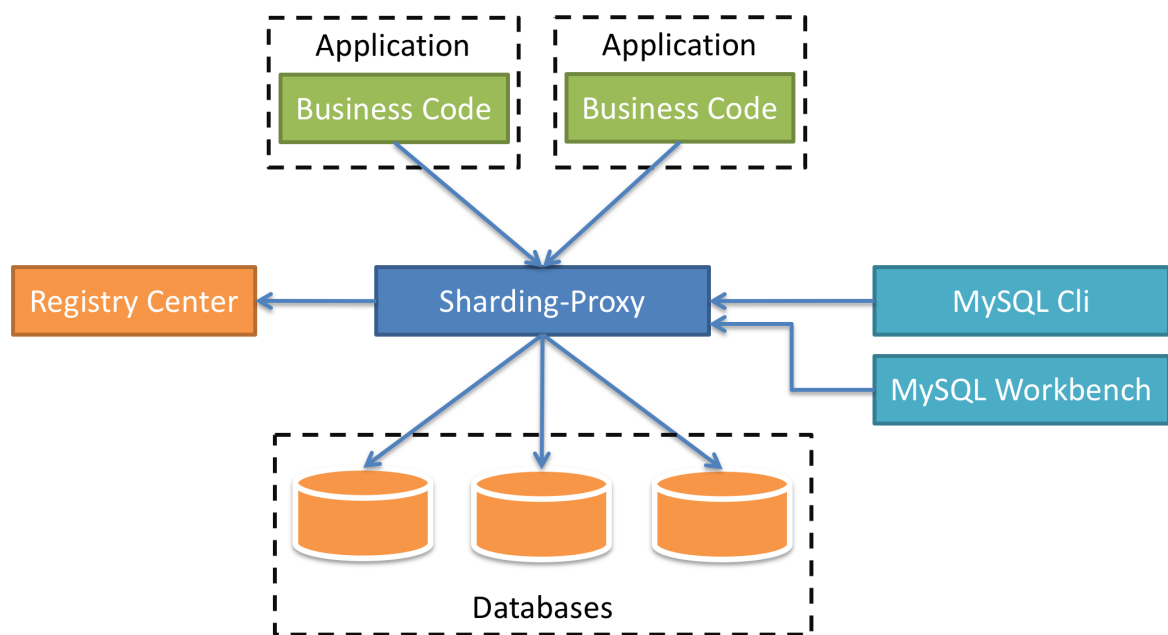 Application
Application
Business Code
Business Code
Registry Center
Sharding-Proxy
MySQL Cli
MySQL Workbench
Databases